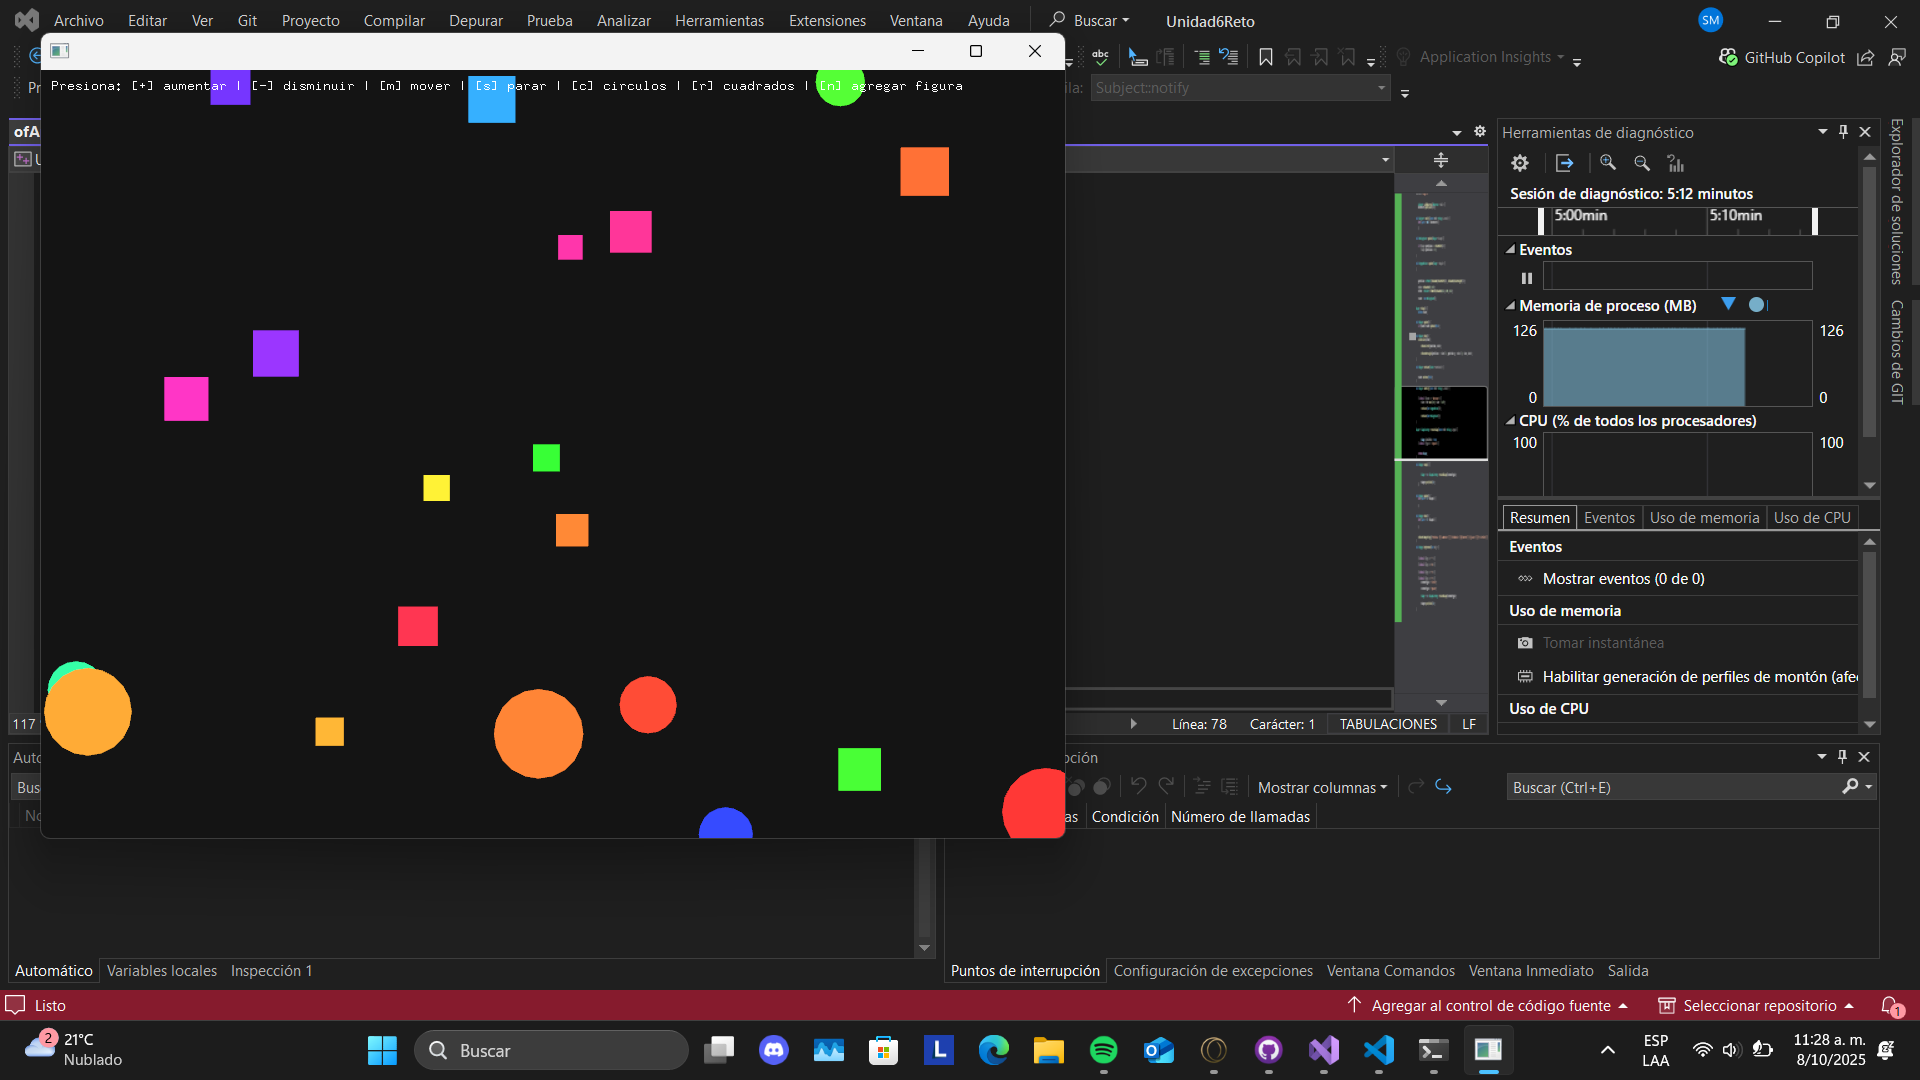 Archivo Editar Ver Git Proyecto Compilar Depurar Prueba Analizar Herramientas Extensiones Ventana Ayuda Buscar Unidad6Reto SM
Application Insights GitHub Copilot
Presiona: [+] aumentar | [-] disminuir | [m] mover | [s] parar | [c] circulos | [r] cuadrados | [n] agregar figura
Pr
Subject::notify
ofA
Herramientas de diagnóstico
Sesión de diagnóstico: 5:12 minutos
5:00min 5:10min
Eventos
Memoria de proceso (MB)
126 126
0 0
CPU (% de todos los procesadores)
100 100
Resumen Eventos Uso de memoria Uso de CPU
Eventos
Mostrar eventos (0 de 0)
Uso de memoria
Tomar instantánea
Habilitar generación de perfiles de montón (afec
Uso de CPU
Explorador de soluciones
Cambios de GIT
117
Línea: 78 Carácter: 1 TABULACIONES LF
Auto
Bus
No
pción
Mostrar columnas
Buscar (Ctrl+E)
as Condición Número de llamadas
Automático Variables locales Inspección 1
Puntos de interrupción Configuración de excepciones Ventana Comandos Ventana Inmediato Salida
Listo
Agregar al control de código fuente Seleccionar repositorio 1
2
21°C
Nublado
Buscar
L
ESP
LAA
11:28 a. m.
8/10/2025